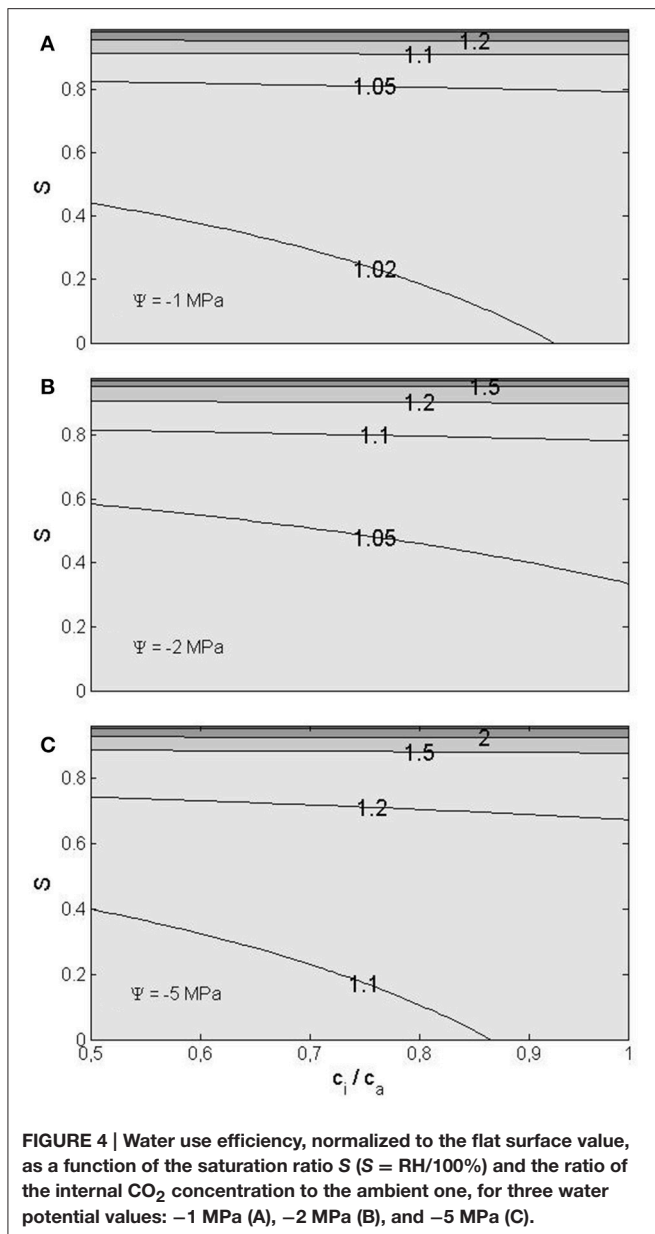 A
1.2
1.1
0.8
1.05
0.6
S
0.4
0.2
1.02
Ψ = -1 MPa
0
B
1.5
1.2
0.8
1.1
0.6
S
1.05
0.4
0.2
Ψ = -2 MPa
0
C
2
1.5
0.8
1.2
0.6
S
0.4
0.2
1.1
Ψ = -5 MPa
0
0,5 0,6 0,7 0,8 0,9 1
c_i / c_a
FIGURE 4 | Water use efficiency, normalized to the flat surface value,
as a function of the saturation ratio S (S = RH/100%) and the ratio of
the internal CO₂ concentration to the ambient one, for three water
potential values: −1 MPa (A), −2 MPa (B), and −5 MPa (C).